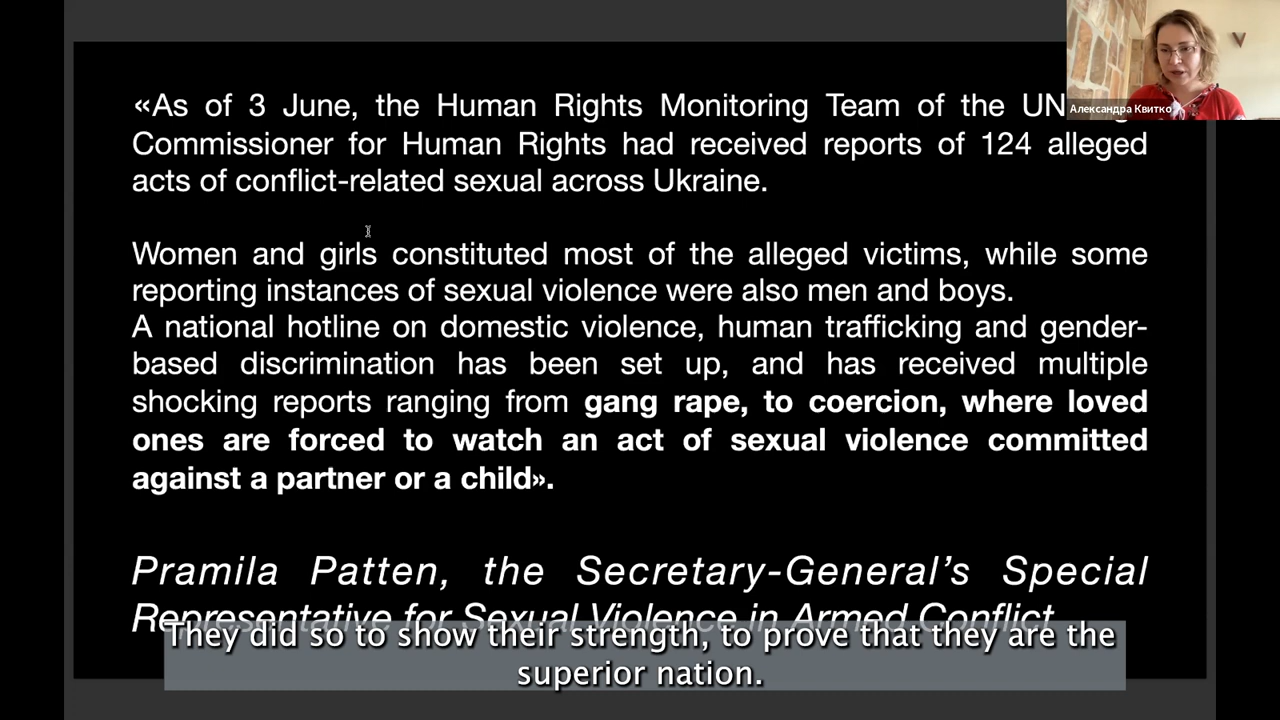 «As of 3 June, the Human Rights Monitoring Team of the UN
Commissioner for Human Rights had received reports of 124 alleged
acts of conflict-related sexual across Ukraine.
Women and girls constituted most of the alleged victims, while some
reporting instances of sexual violence were also men and boys.
A national hotline on domestic violence, human trafficking and gender-
based discrimination has been set up, and has received multiple
shocking reports ranging from gang rape, to coercion, where loved
ones are forced to watch an act of sexual violence committed
against a partner or a child».
Pramila Patten, the Secretary-General's Special
Representative for Sexual Violence in Armed Conflict
They did so to show their strength, to prove that they are the
superior nation.
Александра Квитко